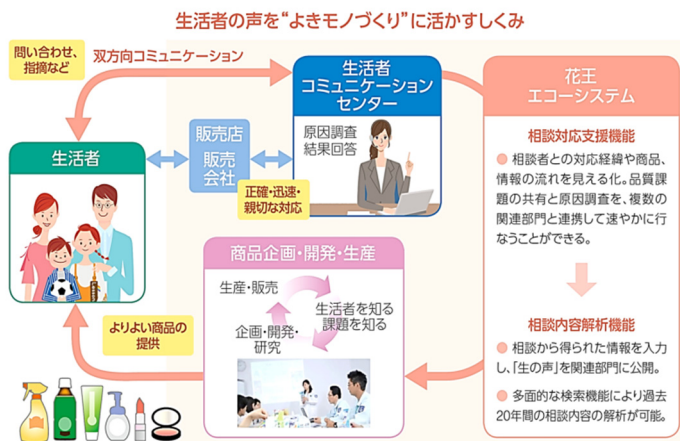 生活者の声を“よきモノづくり”に活かすしくみ
問い合わせ、
指摘など
双方向コミュニケーション
生活者
コミュニケーション
センター
原因調査
結果回答
販売店
販売
会社
正確・迅速・
親切な対応
生活者
花王
エコーシステム
相談対応支援機能
● 相談者との対応経緯や商品、
情報の流れを見える化。品質課
題の共有と原因調査を、複数の
関連部門と連携して速やかに行
なうことができる。
相談内容解析機能
● 相談から得られた情報を入力
し、「生の声」を関連部門に公開。
● 多面的な検索機能により過去
20年間の相談内容の解析が可能。
商品企画・開発・生産
生産・販売
生活者を知る
課題を知る
企画・開発・
研究
よりよい商品の
提供